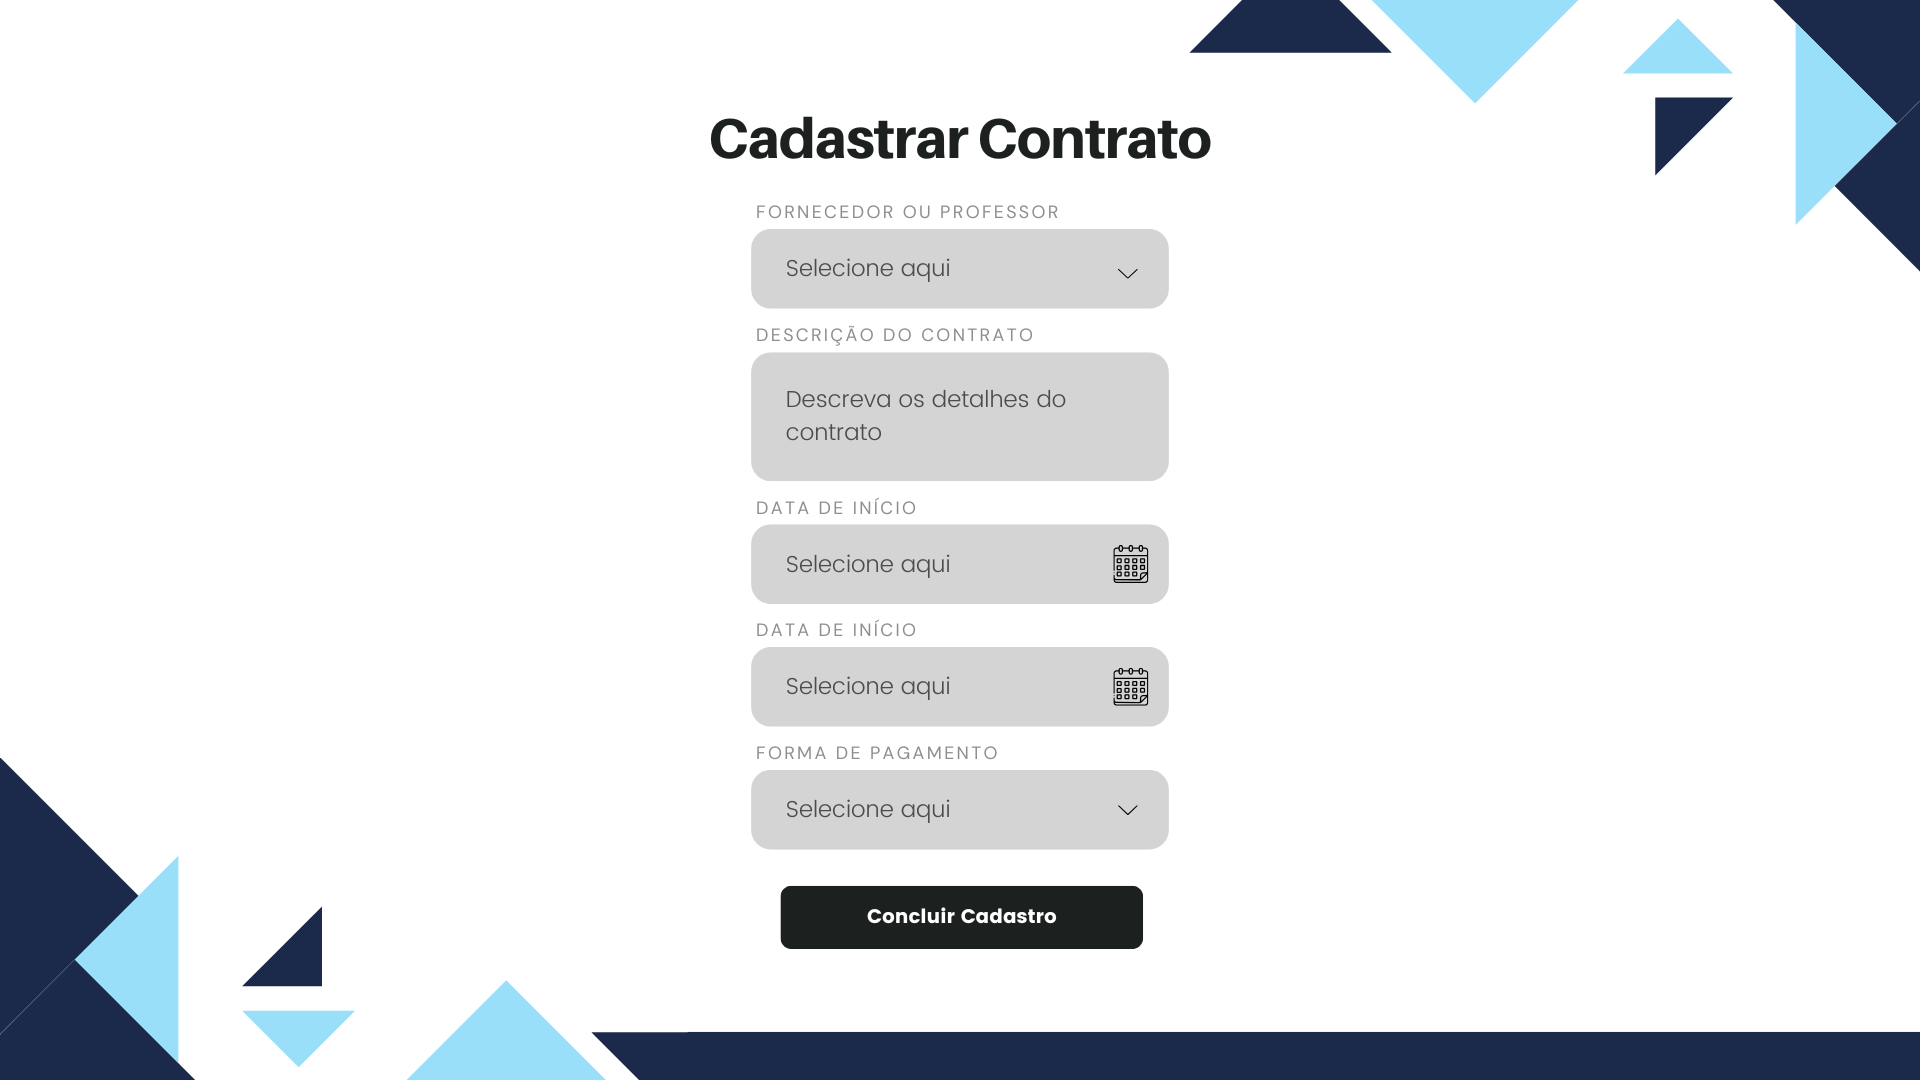 Cadastrar Contrato
FORNECEDOR OU PROFESSOR
Selecione aqui
DESCRIÇÃO DO CONTRATO
Descreva os detalhes do
contrato
DATA DE INÍCIO
Selecione aqui
DATA DE INÍCIO
Selecione aqui
FORMA DE PAGAMENTO
Selecione aqui
Concluir Cadastro